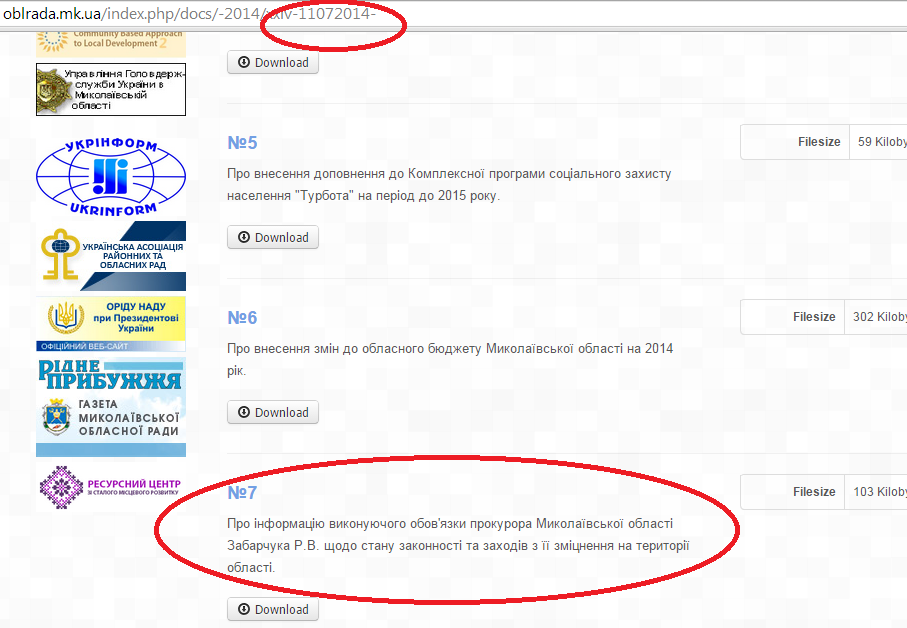 oblrada.mk.ua/index.php/docs/-2014/xxiv-11072014-
Community Based Approach
to Local Development 2
Download
Управління Головдерж-
служби України в
Миколаївській
області
УКРІНФОРМ
UKRINFORM
№5
Filesize
59 Kiloby
Про внесення доповнення до Комплексної програми соціального захисту
населення "Турбота" на період до 2015 року.
Download
УКРАЇНСЬКА АСОЦІАЦІЯ
РАЙОННИХ ТА
ОБЛАСНИХ РАД
ОРІДУ НАДУ
при Президентові
України
ОФІЦІЙНИЙ ВЕБ-САЙТ
№6
Filesize
302 Kiloby
Про внесення змін до обласного бюджету Миколаївської області на 2014
рік.
Download
РІДНЕ
ПРИБУЖЖЯ
ГАЗЕТА
МИКОЛАЇВСЬКОЇ
ОБЛАСНОЇ РАДИ
РЕСУРСНИЙ ЦЕНТР
ЗІ СТАЛОГО МІСЦЕВОГО РОЗВИТКУ
№7
Filesize
103 Kiloby
Про інформацію виконуючого обов'язки прокурора Миколаївської області
Забарчука Р.В. щодо стану законності та заходів з її зміцнення на території
області.
Download